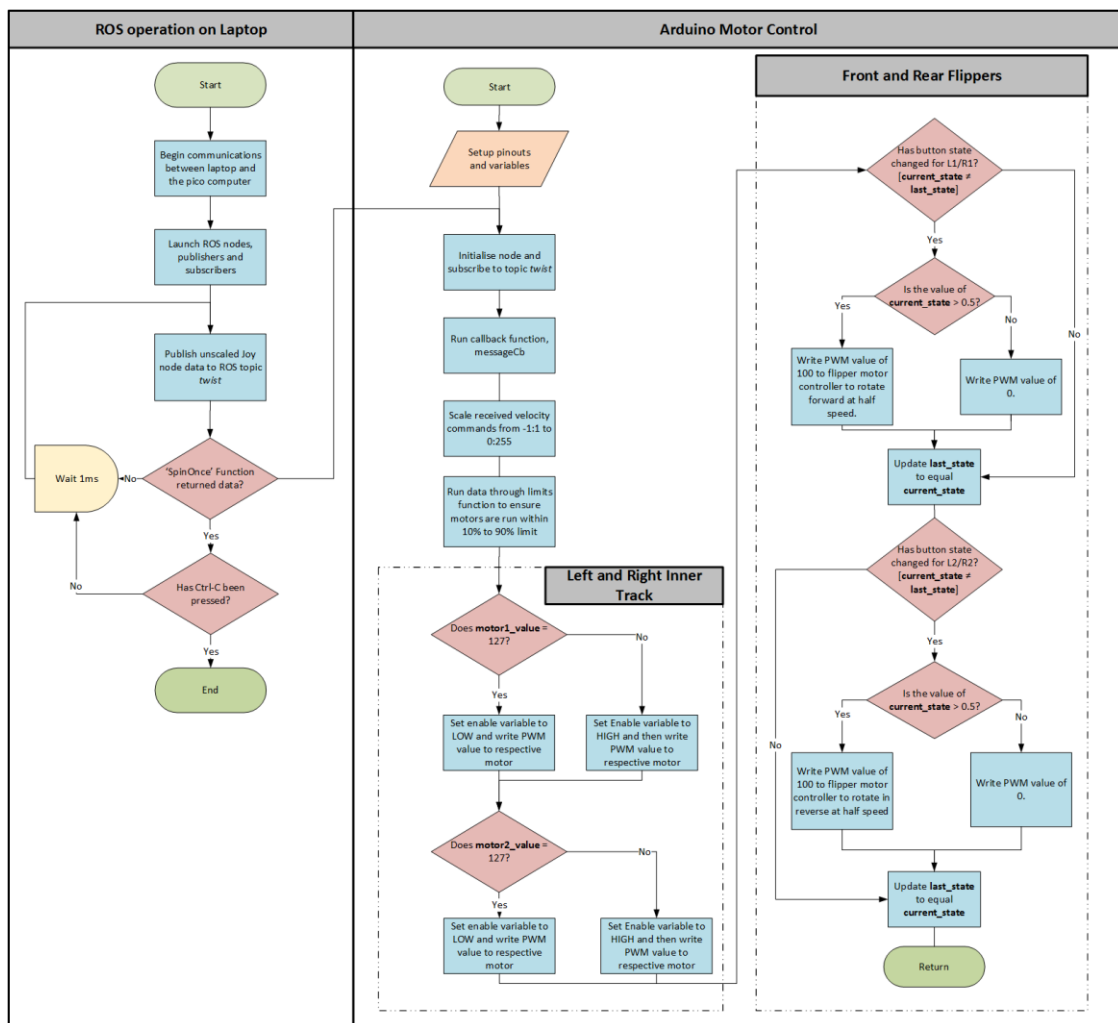 ROS operation on Laptop
Start
Begin communications
between laptop and
the pico computer
Launch ROS nodes,
publishers and
subscribers
Publish unscaled Joy
node data to ROS topic
twist
Wait 1ms
No
'SpinOnce' Function
returned data?
Yes
No
Has Ctrl-C been
pressed?
Yes
End
Arduino Motor Control
Start
Setup pinouts
and variables
Initialise node and
subscribe to topic twist
Run callback function,
messageCb
Scale received velocity
commands from -1:1 to
0:255
Run data through limits
function to ensure
motors are run within
10% to 90% limit
Left and Right Inner
Track
Does motor1_value =
127?
No
Yes
Set enable variable to
LOW and write PWM
value to respective
motor
Set Enable variable to
HIGH and then write
PWM value to
respective motor
Does motor2_value =
127?
No
Yes
Set enable variable to
LOW and write PWM
value to respective
motor
Set Enable variable to
HIGH and then write
PWM value to
respective motor
Front and Rear Flippers
Has button state
changed for L1/R1?
[current_state ≠
last_state]
Yes
No
Is the value of
current_state > 0.5?
Yes
No
Write PWM value of
100 to flipper motor
controller to rotate
forward at half
speed.
Write PWM value of
0.
Update last_state
to equal
current_state
Has button state
changed for L2/R2?
[current_state ≠
last_state]
Yes
No
Is the value of
current_state > 0.5?
Yes
No
Write PWM value of
100 to flipper motor
controller to rotate in
reverse at half speed
Write PWM value of
0.
Update last_state
to equal
current_state
Return